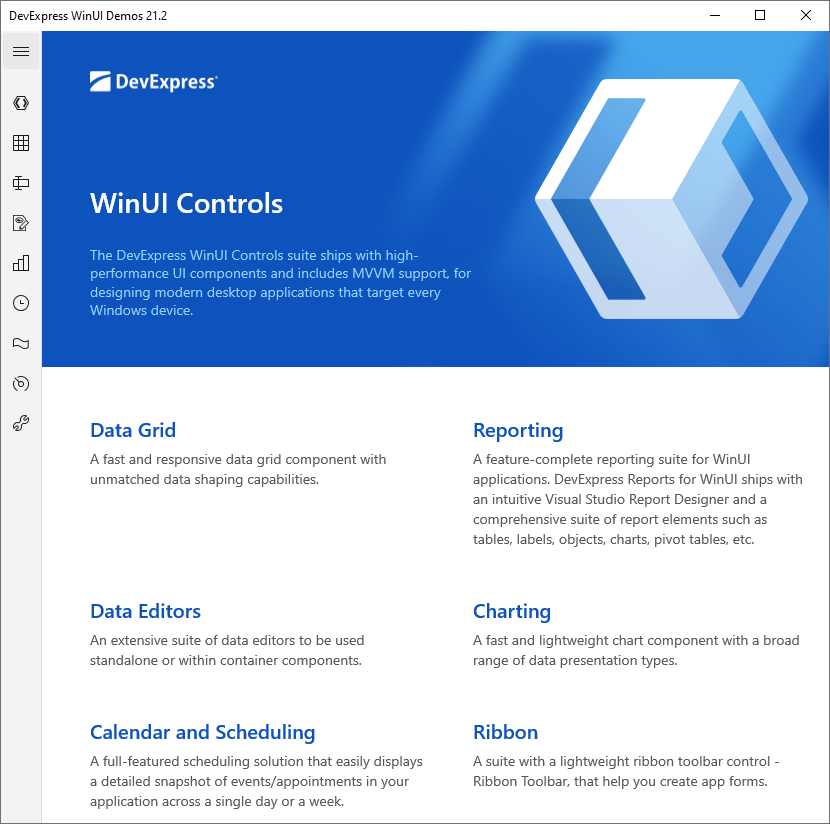 DevExpress WinUI Demos 21.2
DevExpress
WinUI Controls
The DevExpress WinUI Controls suite ships with high-
performance UI components and includes MVVM support, for
designing modern desktop applications that target every
Windows device.
Data Grid
A fast and responsive data grid component with
unmatched data shaping capabilities.
Reporting
A feature-complete reporting suite for WinUI
applications. DevExpress Reports for WinUI ships with
an intuitive Visual Studio Report Designer and a
comprehensive suite of report elements such as
tables, labels, objects, charts, pivot tables, etc.
Data Editors
An extensive suite of data editors to be used
standalone or within container components.
Charting
A fast and lightweight chart component with a broad
range of data presentation types.
Calendar and Scheduling
A full-featured scheduling solution that easily displays
a detailed snapshot of events/appointments in your
application across a single day or a week.
Ribbon
A suite with a lightweight ribbon toolbar control -
Ribbon Toolbar, that help you create app forms.